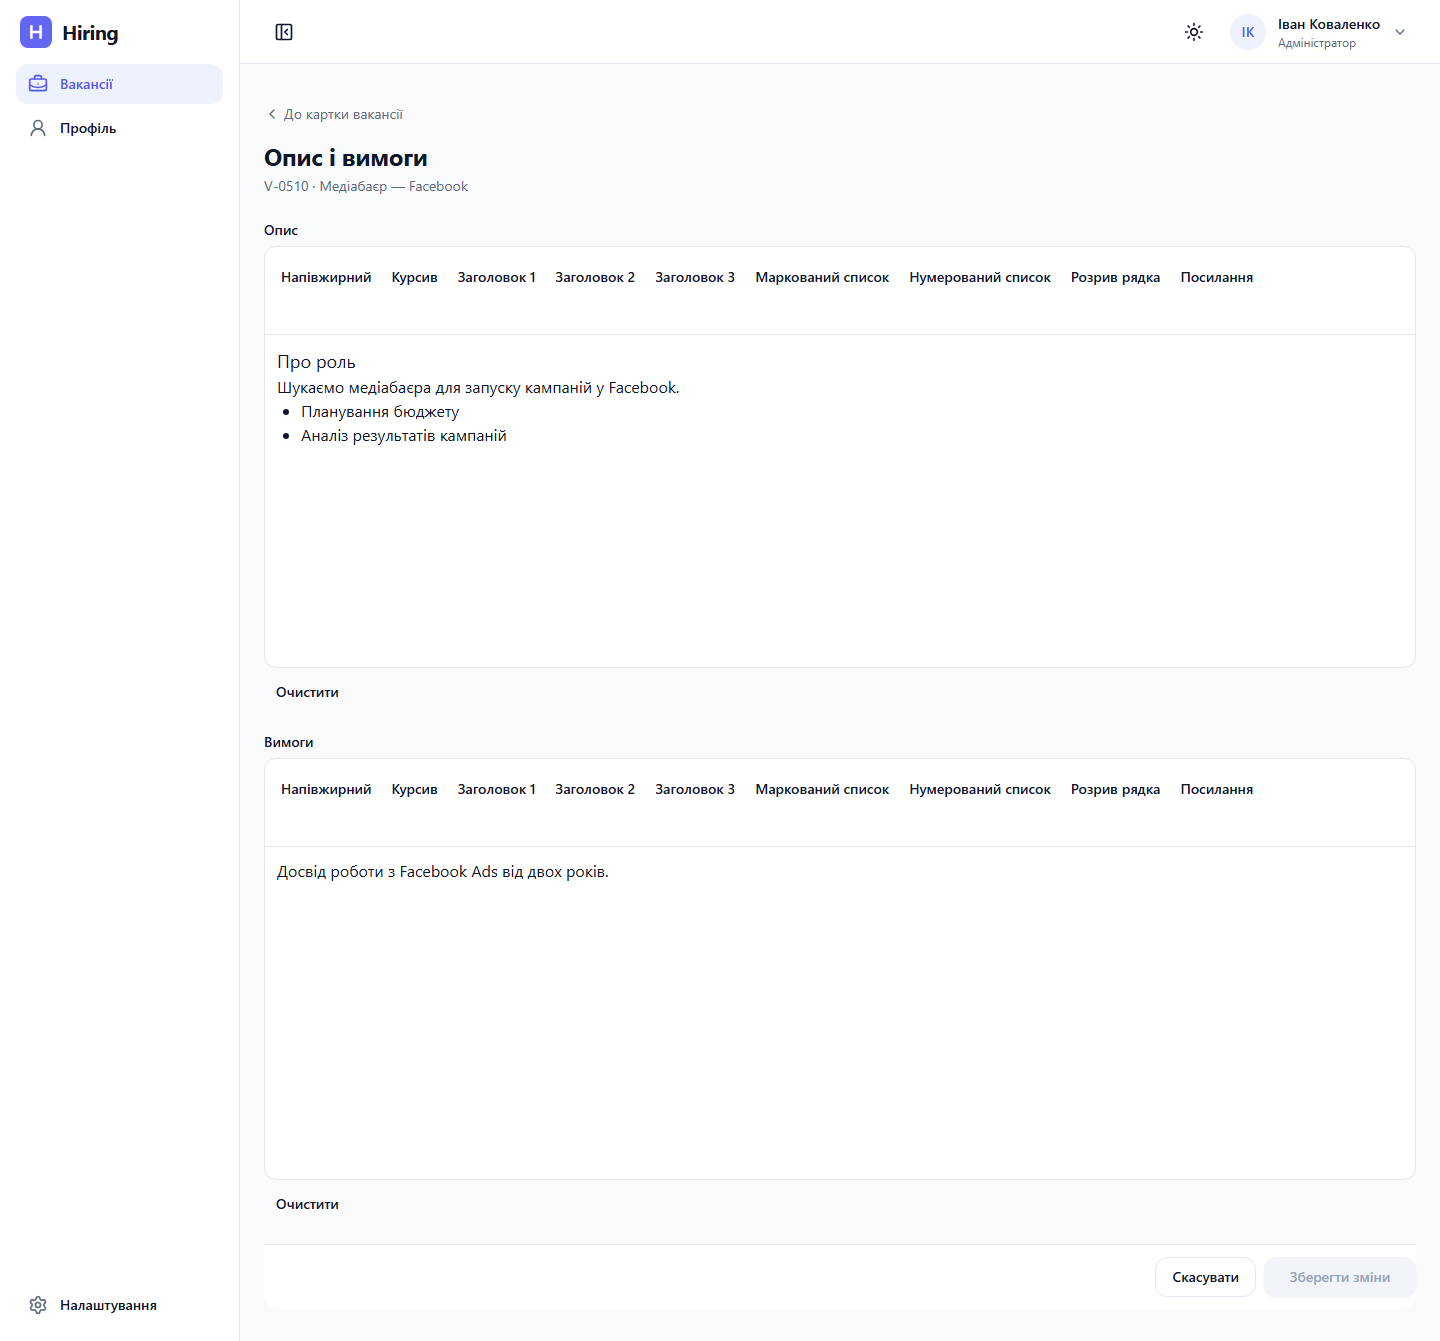 H Hiring
Іван Коваленко
ІК
Адміністратор
Вакансії
Профіль
До картки вакансії
Опис і вимоги
V-0510 · Медіабаєр — Facebook
Опис
Напівжирний Курсив Заголовок 1 Заголовок 2 Заголовок 3 Маркований список Нумерований список Розрив рядка Посилання
Про роль
Шукаємо медіабаєра для запуску кампаній у Facebook.
• Планування бюджету
• Аналіз результатів кампаній
Очистити
Вимоги
Напівжирний Курсив Заголовок 1 Заголовок 2 Заголовок 3 Маркований список Нумерований список Розрив рядка Посилання
Досвід роботи з Facebook Ads від двох років.
Очистити
Скасувати Зберегти зміни
Налаштування